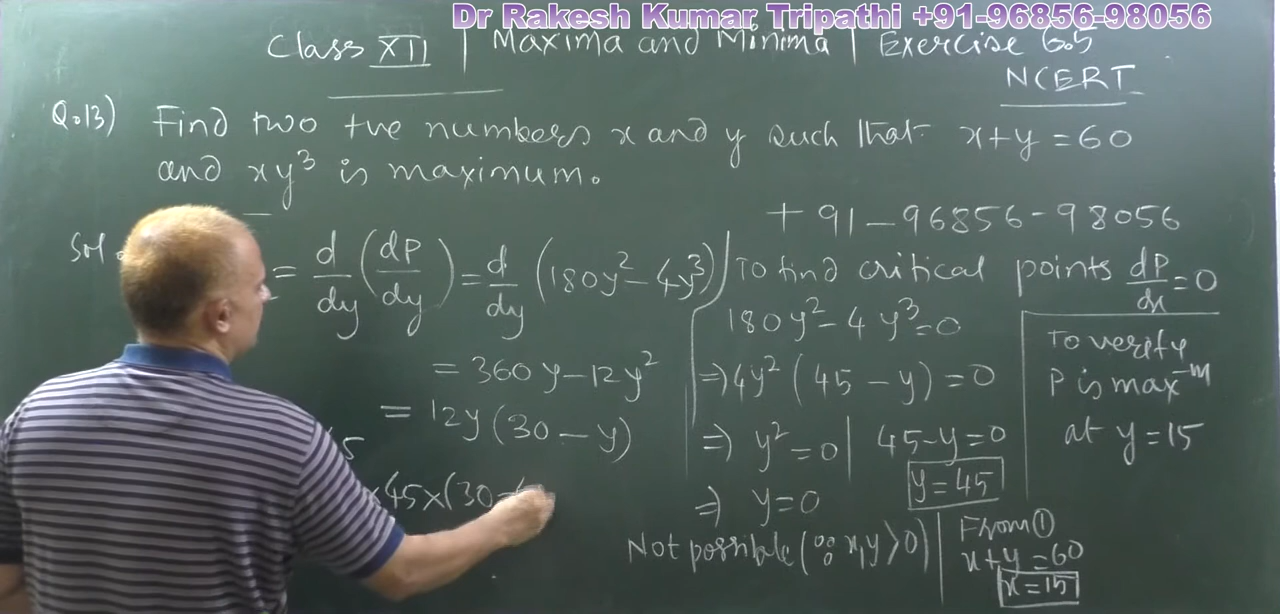 Dr Rakesh Kumar Tripathi +91-96856-98056
Class XII | Maxima and Minima | Exercise 6.5
NCERT
Q.13) Find two +ve numbers x and y such that x+y=60
and xy³ is maximum.
+91-96856-98056
Sol
= d/dy (dP/dy) = d/dy (180y²-4y³)
= 360y-12y²
= 12y(30-y)
45×(30-
To find critical points dP/dx=0
180y²-4y³=0
⇒4y²(45-y)=0
⇒ y²=0 | 45-y=0
⇒ y=0
y=45
Not possible (∵ x,y>0)
From ①
x+y=60
x=15
To verify
P is max^m
at y=15